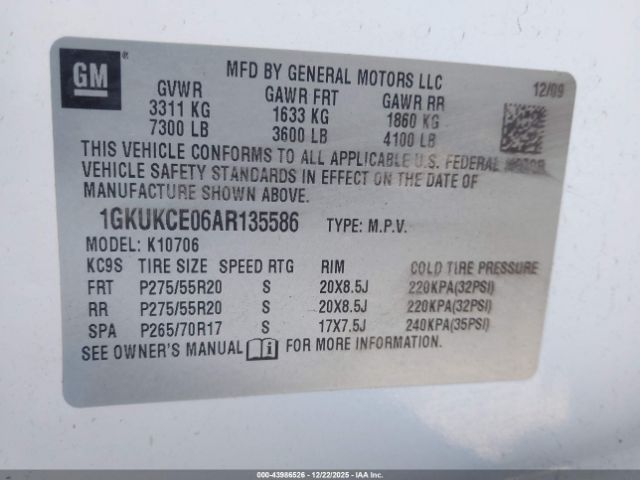 GM
MFD BY GENERAL MOTORS LLC
12/09
GVWR GAWR FRT GAWR RR
3311 KG 1633 KG 1860 KG
7300 LB 3600 LB 4100 LB
THIS VEHICLE CONFORMS TO ALL APPLICABLE U.S. FEDERAL MOTOR
VEHICLE SAFETY STANDARDS IN EFFECT ON THE DATE OF
MANUFACTURE SHOWN ABOVE.
1GKUKCE06AR135586 TYPE: M.P.V.
MODEL: K10706
KC9S TIRE SIZE SPEED RTG RIM COLD TIRE PRESSURE
FRT P275/55R20 S 20X8.5J 220KPA(32PSI)
RR P275/55R20 S 20X8.5J 220KPA(32PSI)
SPA P265/70R17 S 17X7.5J 240KPA(35PSI)
SEE OWNER'S MANUAL FOR MORE INFORMATION.
000-43986526 - 12/22/2025 - IAAI.COM